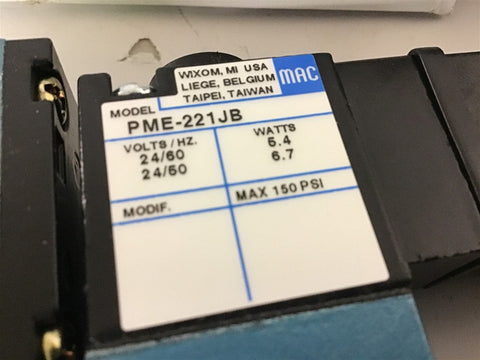 WIXOM, MI USA
LIEGE, BELGIUM
TAIPEI, TAIWAN
MAC
MODEL
PME-221JB
VOLTS/HZ.
24/60
24/50
WATTS
5.4
6.7
MODIF.
MAX 150 PSI